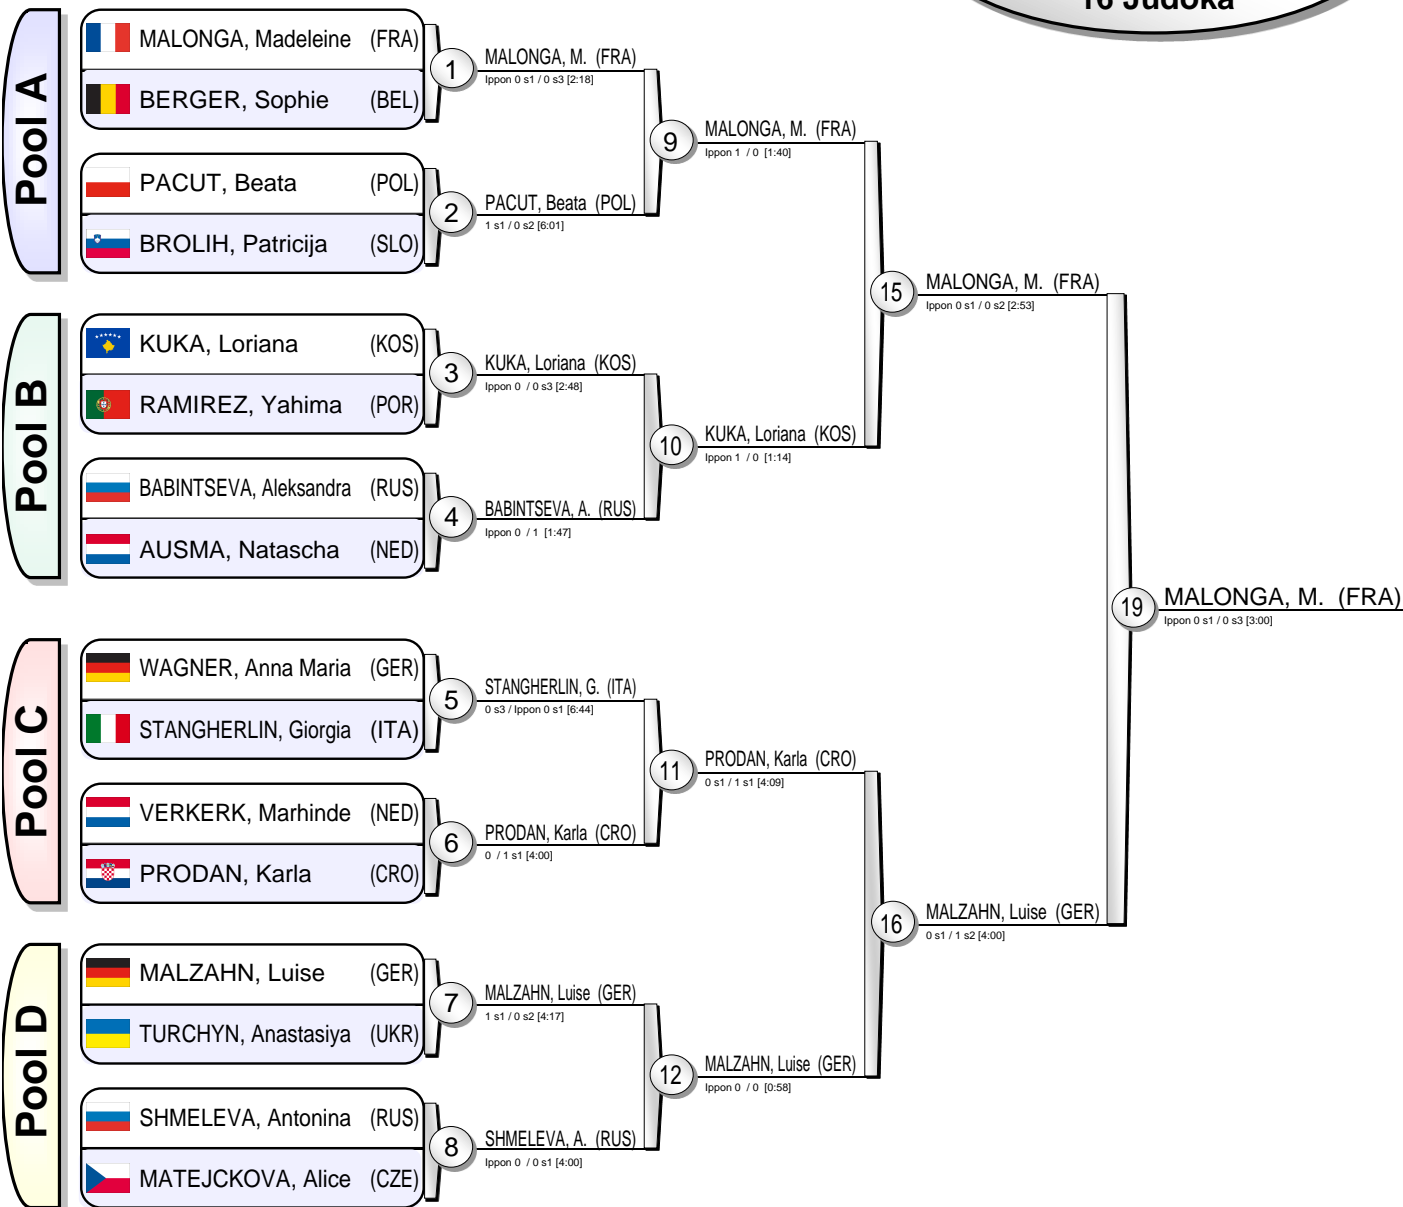 16 Judoka
Pool A
MALONGA, Madeleine (FRA)
BERGER, Sophie (BEL)
1
MALONGA, M. (FRA)
Ippon 0 s1 / 0 s3 [2:18]
PACUT, Beata (POL)
BROLIH, Patricija (SLO)
2
PACUT, Beata (POL)
1 s1 / 0 s2 [6:01]
9
MALONGA, M. (FRA)
Ippon 1 / 0 [1:40]
Pool B
KUKA, Loriana (KOS)
RAMIREZ, Yahima (POR)
3
KUKA, Loriana (KOS)
Ippon 0 / 0 s3 [2:48]
BABINTSEVA, Aleksandra (RUS)
AUSMA, Natascha (NED)
4
BABINTSEVA, A. (RUS)
Ippon 0 / 1 [1:47]
10
KUKA, Loriana (KOS)
Ippon 1 / 0 [1:14]
15
MALONGA, M. (FRA)
Ippon 0 s1 / 0 s2 [2:53]
Pool C
WAGNER, Anna Maria (GER)
STANGHERLIN, Giorgia (ITA)
5
STANGHERLIN, G. (ITA)
0 s3 / Ippon 0 s1 [6:44]
VERKERK, Marhinde (NED)
PRODAN, Karla (CRO)
6
PRODAN, Karla (CRO)
0 / 1 s1 [4:00]
11
PRODAN, Karla (CRO)
0 s1 / 1 s1 [4:09]
Pool D
MALZAHN, Luise (GER)
TURCHYN, Anastasiya (UKR)
7
MALZAHN, Luise (GER)
1 s1 / 0 s2 [4:17]
SHMELEVA, Antonina (RUS)
MATEJCKOVA, Alice (CZE)
8
SHMELEVA, A. (RUS)
Ippon 0 / 0 s1 [4:00]
12
MALZAHN, Luise (GER)
Ippon 0 / 0 [0:58]
16
MALZAHN, Luise (GER)
0 s1 / 1 s2 [4:00]
19
MALONGA, M. (FRA)
Ippon 0 s1 / 0 s3 [3:00]